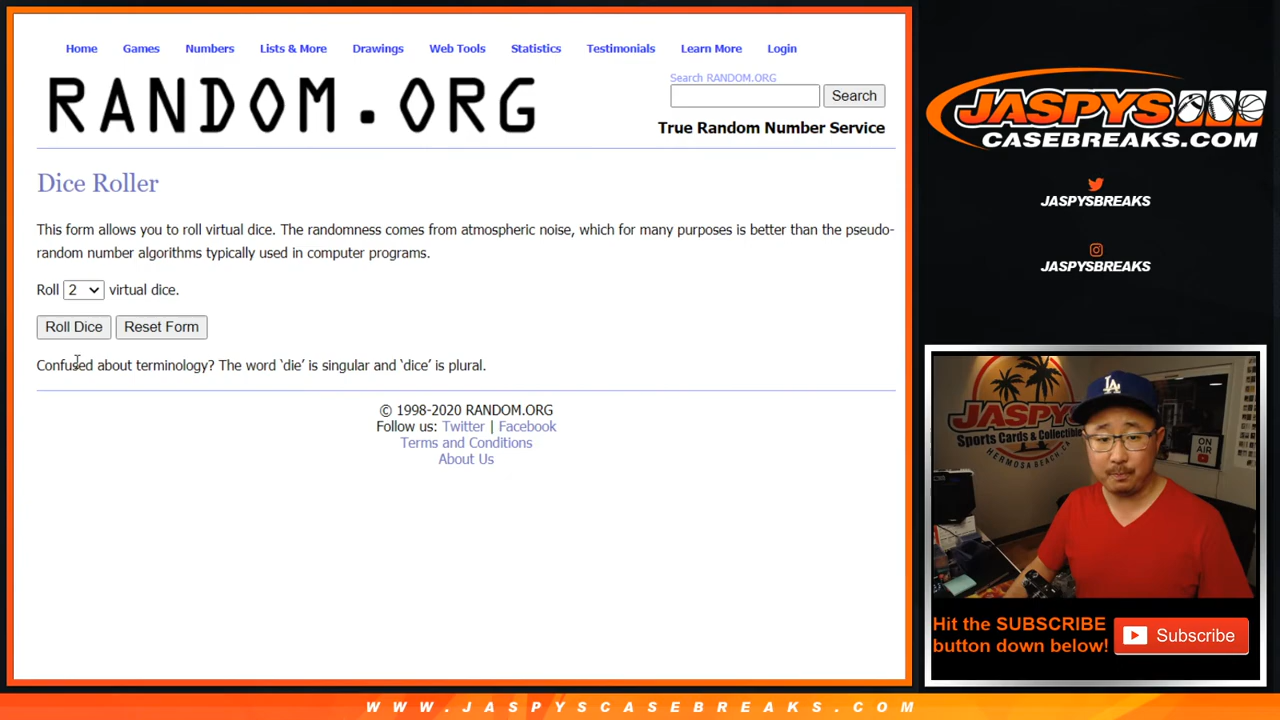 Home Games Numbers Lists & More Drawings Web Tools Statistics Testimonials Learn More Login
RANDOM.ORG
Search RANDOM.ORG
Search
True Random Number Service
Dice Roller
This form allows you to roll virtual dice. The randomness comes from atmospheric noise, which for many purposes is better than the pseudo-
random number algorithms typically used in computer programs.
Roll 2 virtual dice.
Roll Dice Reset Form
Confused about terminology? The word ‘die’ is singular and ‘dice’ is plural.
© 1998-2020 RANDOM.ORG
Follow us: Twitter | Facebook
Terms and Conditions
About Us
JASPYS
CASEBREAKS.COM
JASPYSBREAKS
JASPYSBREAKS
JASPYS
Sports Cards & Collectible
HERMOSA BEACH, CA
ON
AIR
LA
Hit the SUBSCRIBE
button down below!
Subscribe
WWW.JASPYSCASEBREAKS.COM